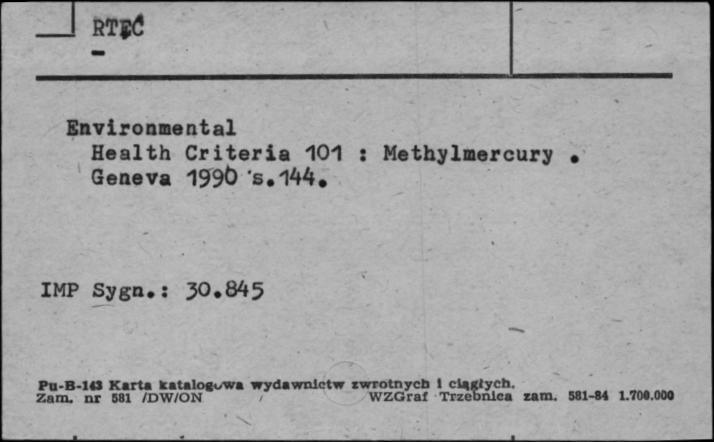 RTĘĆ
Environmental
Health Criteria 101 : Methylmercury .
Geneva 1990 s.144.
IMP Sygn.: 30.845
Pu-B-143 Karta katalogowa wydawnictw zwrotnych i ciągłych.
Zam. nr 581 /DW/ON WZGraf Trzebnica zam. 581-84 1.700.000